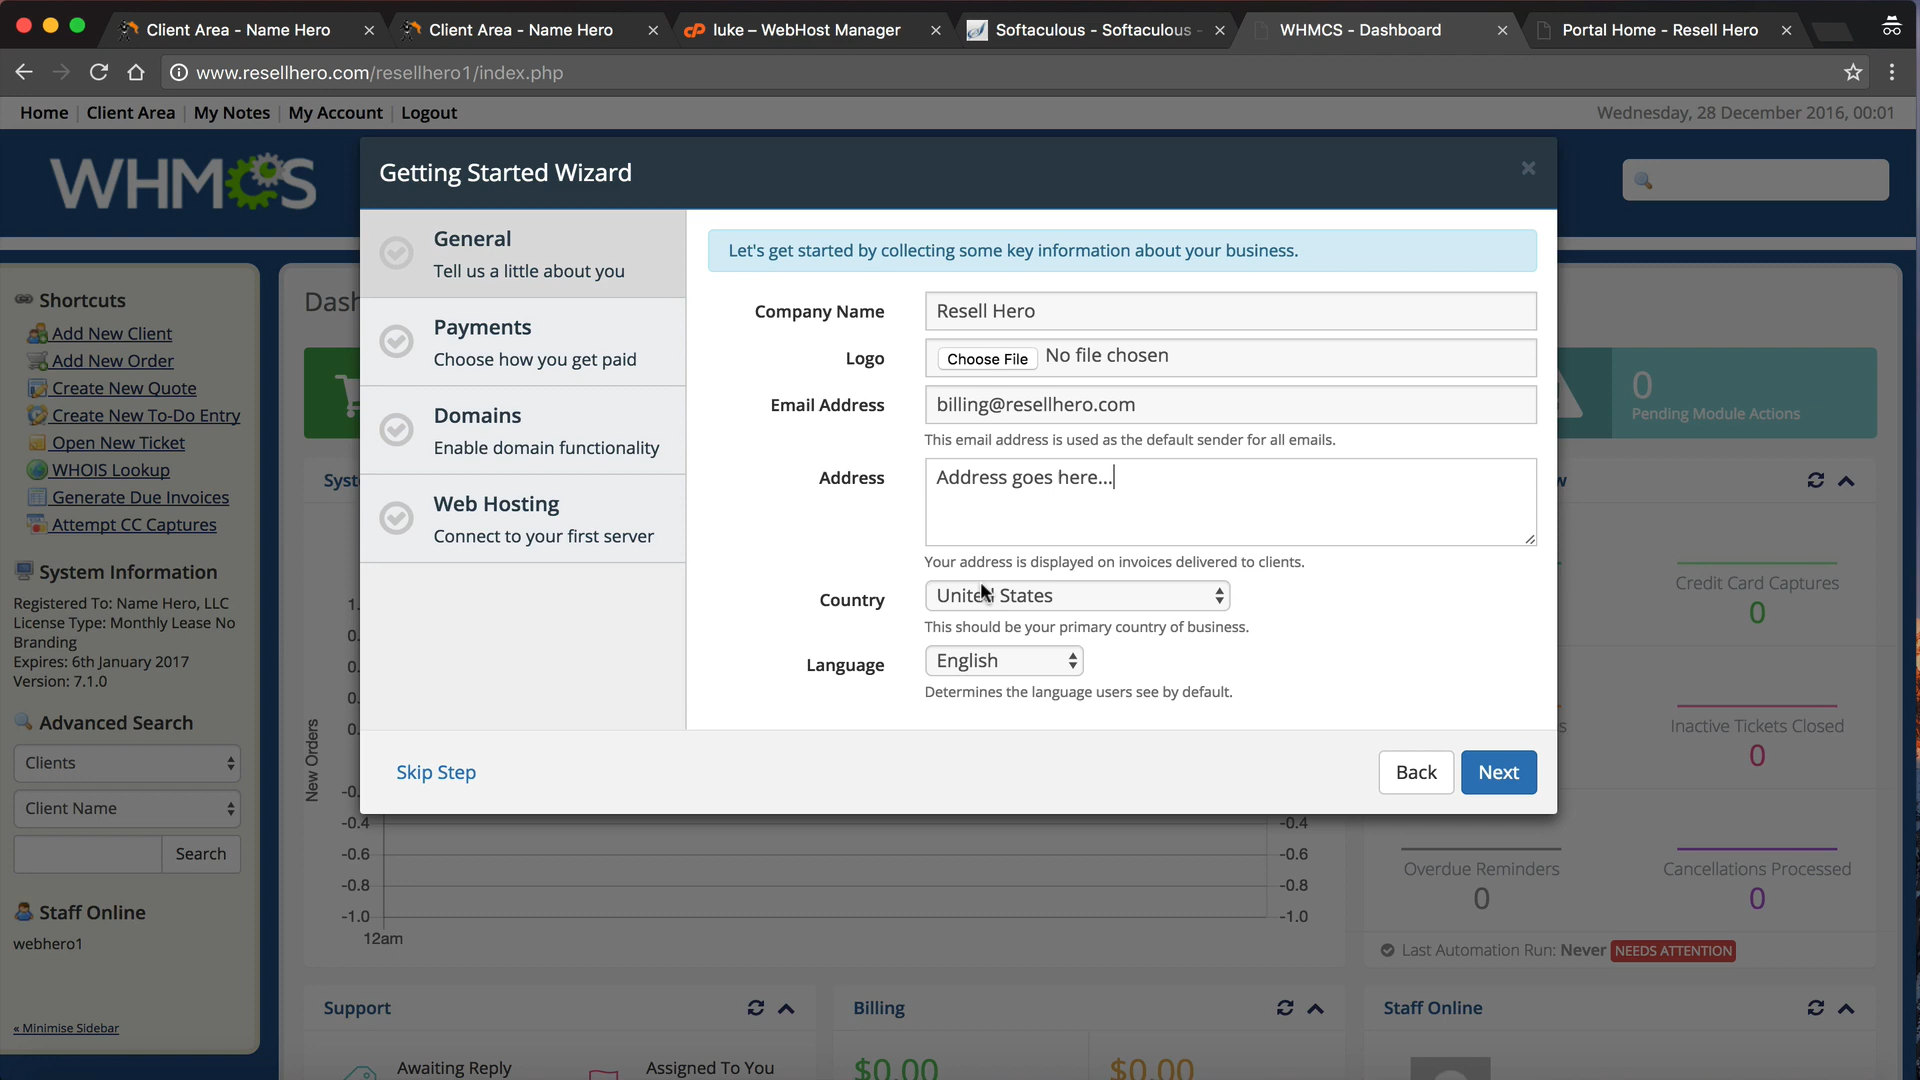 Client Area - Name Hero
Client Area - Name Hero
luke – WebHost Manager
Softaculous - Softaculous -
WHMCS - Dashboard
Portal Home - Resell Hero
www.resellhero.com/resellhero1/index.php
Home
Client Area
My Notes
My Account
Logout
Wednesday, 28 December 2016, 00:01
WHMCS
Getting Started Wizard
General
Tell us a little about you
Payments
Choose how you get paid
Domains
Enable domain functionality
Web Hosting
Connect to your first server
Let's get started by collecting some key information about your business.
Company Name
Resell Hero
Logo
Choose File No file chosen
Email Address
billing@resellhero.com
This email address is used as the default sender for all emails.
Address
Address goes here...
Your address is displayed on invoices delivered to clients.
Country
United States
This should be your primary country of business.
Language
English
Determines the language users see by default.
Skip Step
Back
Next
Shortcuts
Add New Client
Add New Order
Create New Quote
Create New To-Do Entry
Open New Ticket
WHOIS Lookup
Generate Due Invoices
Attempt CC Captures
System Information
Registered To: Name Hero, LLC
License Type: Monthly Lease No
Branding
Expires: 6th January 2017
Version: 7.1.0
Advanced Search
Clients
Client Name
Search
Staff Online
webhero1
« Minimise Sidebar
Dash
Syst
0
Pending Module Actions
w
Credit Card Captures
0
s
Inactive Tickets Closed
0
Overdue Reminders
0
Cancellations Processed
0
Last Automation Run: Never NEEDS ATTENTION
New Orders
1.
0.
0.
0.
0.
-0.
-0.4
-0.6
-0.8
-1.0
-0.4
-0.6
-0.8
-1.0
12am
Support
Awaiting Reply
Assigned To You
Billing
$0.00
$0.00
Staff Online